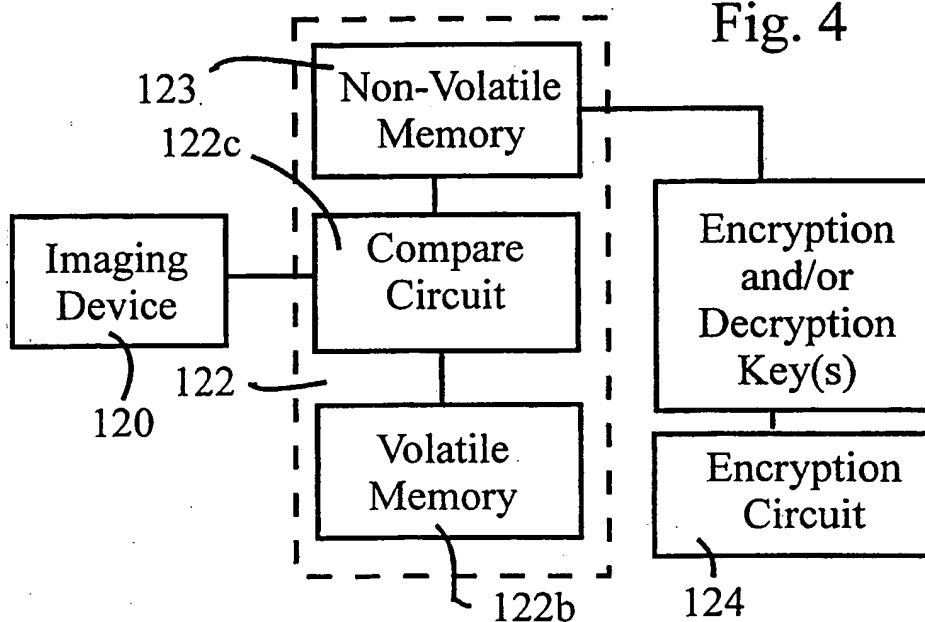 Fig. 4
123
Non-Volatile
Memory
122c
Imaging
Device
120
Compare
Circuit
122
Volatile
Memory
122b
Encryption
and/or
Decryption
Key(s)
Encryption
Circuit
124